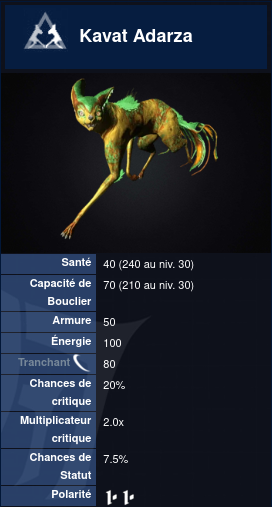 Kavat Adarza
Santé 40 (240 au niv. 30)
Capacité de 70 (210 au niv. 30)
Bouclier
Armure 50
Énergie 100
Tranchant 80
Chances de 20%
critique
Multiplicateur 2.0x
critique
Chances de 7.5%
Statut
Polarité